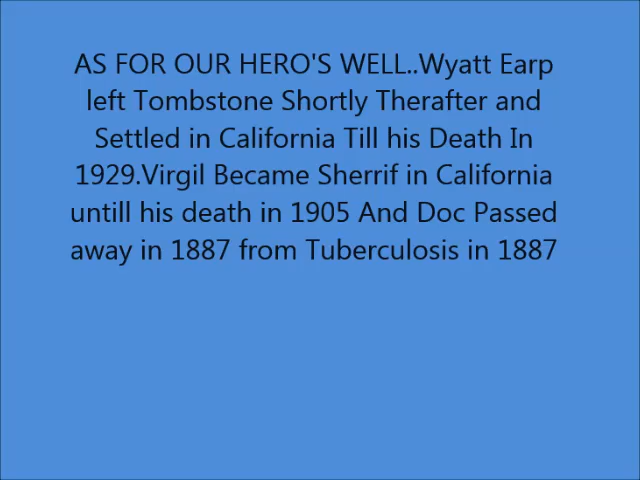 AS FOR OUR HERO'S WELL..Wyatt Earp
left Tombstone Shortly Therafter and
Settled in California Till his Death In
1929.Virgil Became Sherrif in California
untill his death in 1905 And Doc Passed
away in 1887 from Tuberculosis in 1887